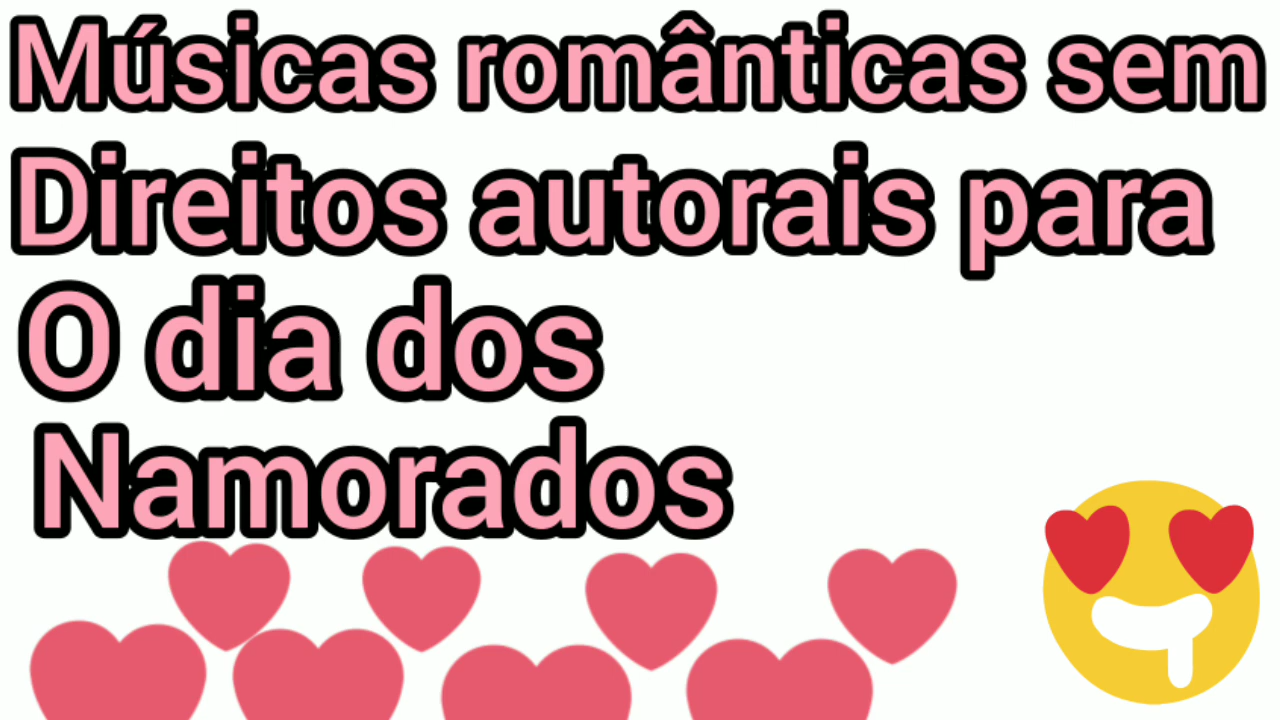 Músicas românticas sem
Direitos autorais para
O dia dos
Namorados